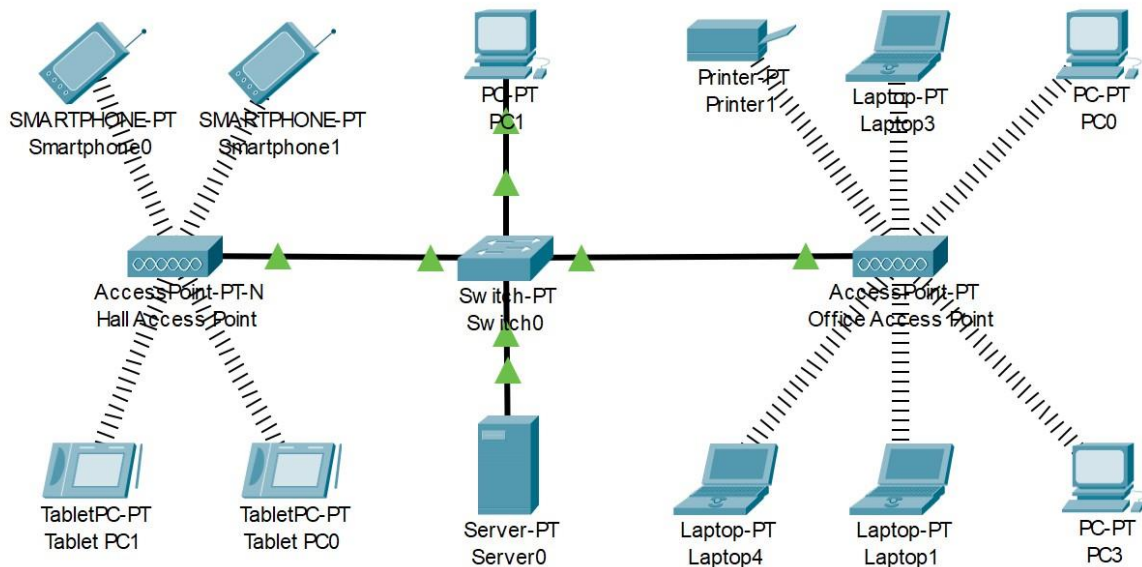 SMARTPHONE-PT
Smartphone0
SMARTPHONE-PT
Smartphone1
PC-PT
PC1
Printer-PT
Printer1
Laptop-PT
Laptop3
PC-PT
PC0
AccessPoint-PT-N
Hall Access Point
Switch-PT
Switch0
AccessPoint-PT
Office Access Point
TabletPC-PT
Tablet PC1
TabletPC-PT
Tablet PC0
Server-PT
Server0
Laptop-PT
Laptop4
Laptop-PT
Laptop1
PC-PT
PC3